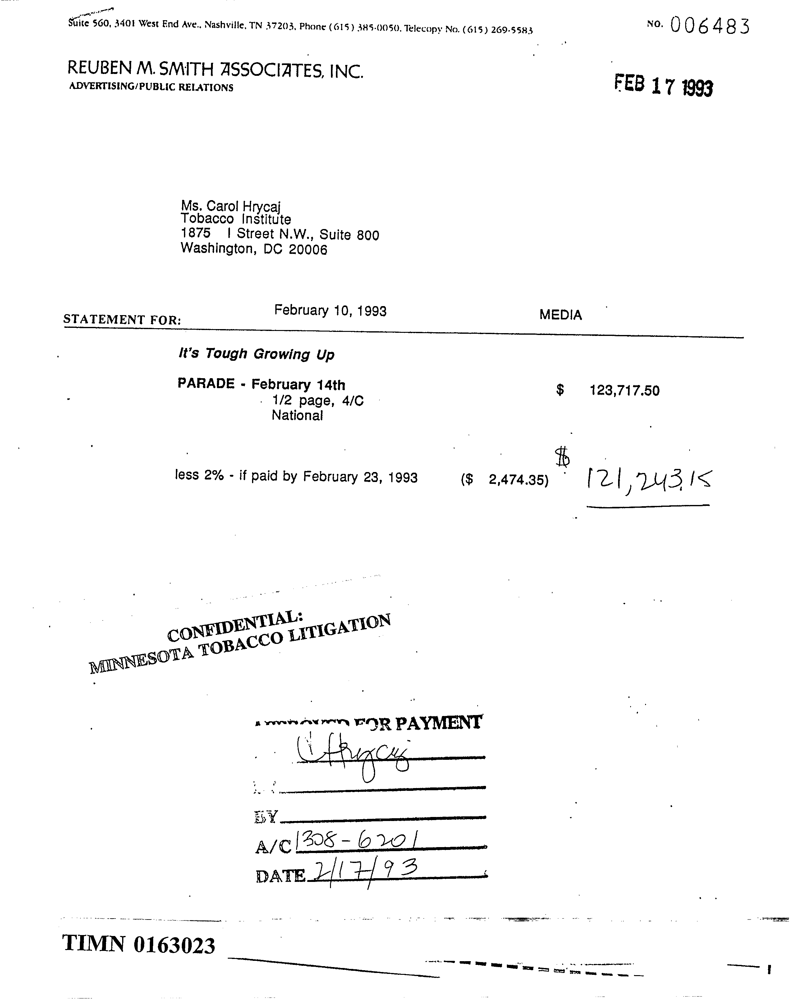 Suite 560, 3401 West End Ave., Nashville, TN 37203, Phone (615) 385-0050, Telecopy No. (615) 269-5583
NO. 006483
REUBEN M. SMITH ASSOCIATES, INC.
ADVERTISING/PUBLIC RELATIONS
FEB 17 1993
Ms. Carol Hrycaj
Tobacco Institute
1875 I Street N.W., Suite 800
Washington, DC 20006
STATEMENT FOR: February 10, 1993 MEDIA
It's Tough Growing Up
PARADE - February 14th $ 123,717.50
1/2 page, 4/C
National
less 2% - if paid by February 23, 1993 ($ 2,474.35) $ 121,243.15
CONFIDENTIAL:
MINNESOTA TOBACCO LITIGATION
APPROVED FOR PAYMENT
CHrycaj
BY
A/C 1308-6201
DATE 2/17/93
TIMN 0163023